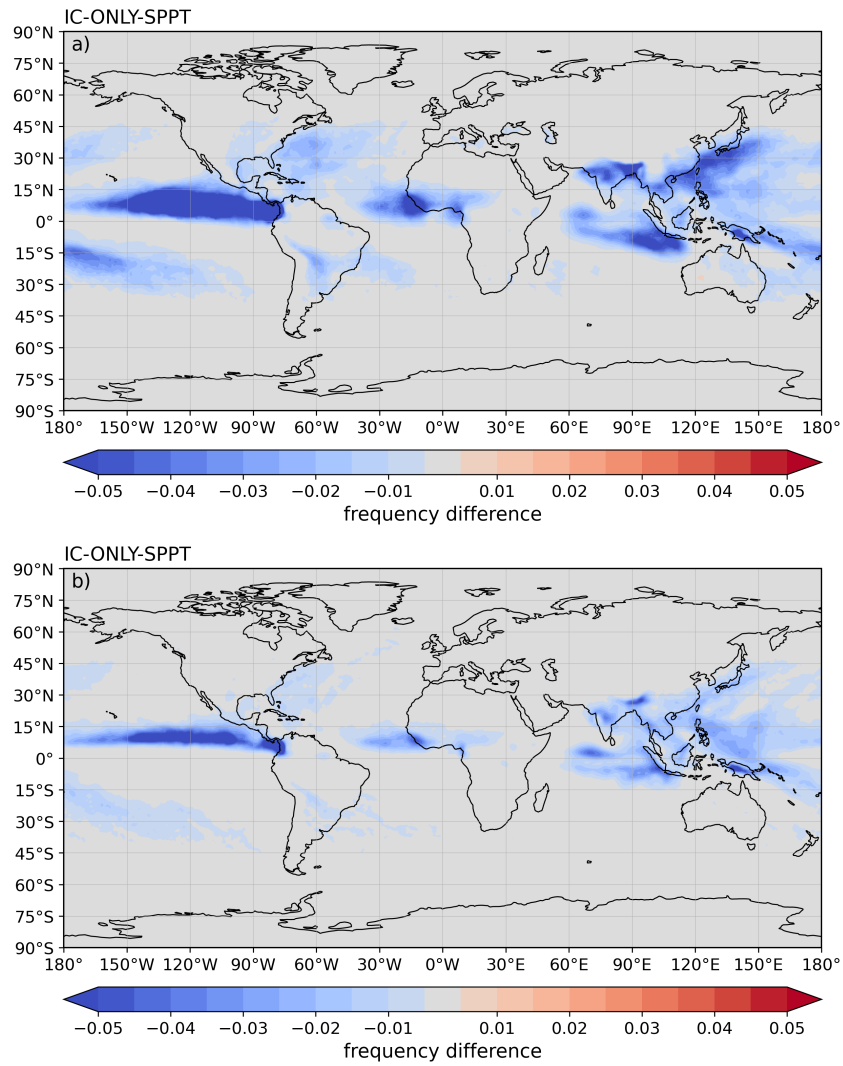 IC-ONLY-SPPT
a)
90°N
75°N
60°N
45°N
30°N
15°N
0°
15°S
30°S
45°S
60°S
75°S
90°S
180° 150°W 120°W 90°W 60°W 30°W 0°W 30°E 60°E 90°E 120°E 150°E 180°
−0.05 −0.04 −0.03 −0.02 −0.01 0.01 0.02 0.03 0.04 0.05
frequency difference
IC-ONLY-SPPT
b)
90°N
75°N
60°N
45°N
30°N
15°N
0°
15°S
30°S
45°S
60°S
75°S
90°S
180° 150°W 120°W 90°W 60°W 30°W 0°W 30°E 60°E 90°E 120°E 150°E 180°
−0.05 −0.04 −0.03 −0.02 −0.01 0.01 0.02 0.03 0.04 0.05
frequency difference